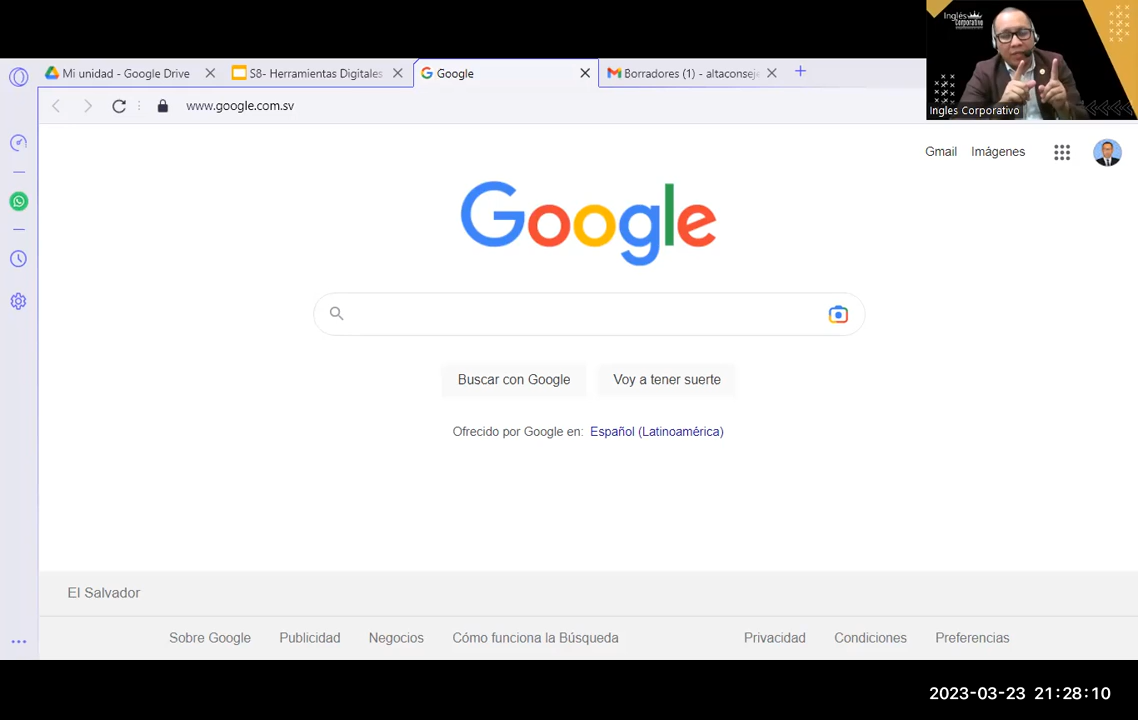 Mi unidad - Google Drive
S8- Herramientas Digitales
Google
Borradores (1) - altaconseje
www.google.com.sv
Inglés
Corporativo
Ingles Corporativo
Gmail
Imágenes
Google
Buscar con Google
Voy a tener suerte
Ofrecido por Google en: Español (Latinoamérica)
El Salvador
Sobre Google
Publicidad
Negocios
Cómo funciona la Búsqueda
Privacidad
Condiciones
Preferencias
2023-03-23 21:28:10